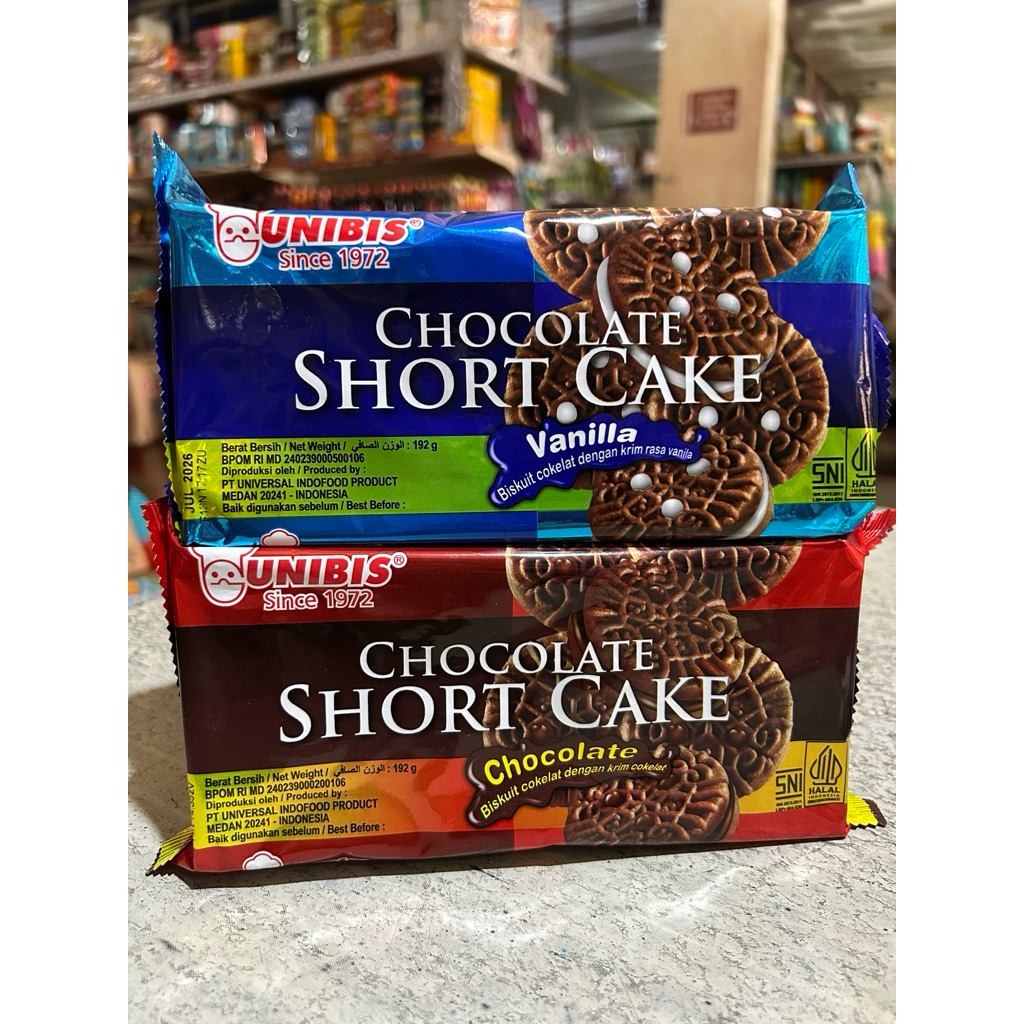 UNIBIS®
Since 1972
CHOCOLATE
SHORT CAKE
Vanilla
Biskuit cokelat dengan krim rasa vanila
Berat Bersih / Net Weight / الوزن الصافي : 192 g
BPOM RI MD 240239000500106
Diproduksi oleh / Produced by :
PT UNIVERSAL INDOFOOD PRODUCT
MEDAN 20241 - INDONESIA
Baik digunakan sebelum / Best Before :
JUL 2026
SNI
HALAL
INDONESIA
UNIBIS®
Since 1972
CHOCOLATE
SHORT CAKE
Chocolate
Biskuit cokelat dengan krim cokelat
Berat Bersih / Net Weight / الوزن الصافي : 192 g
BPOM RI MD 240239000200106
Diproduksi oleh / Produced by :
PT UNIVERSAL INDOFOOD PRODUCT
MEDAN 20241 - INDONESIA
Baik digunakan sebelum / Best Before :
SNI
HALAL
INDONESIA